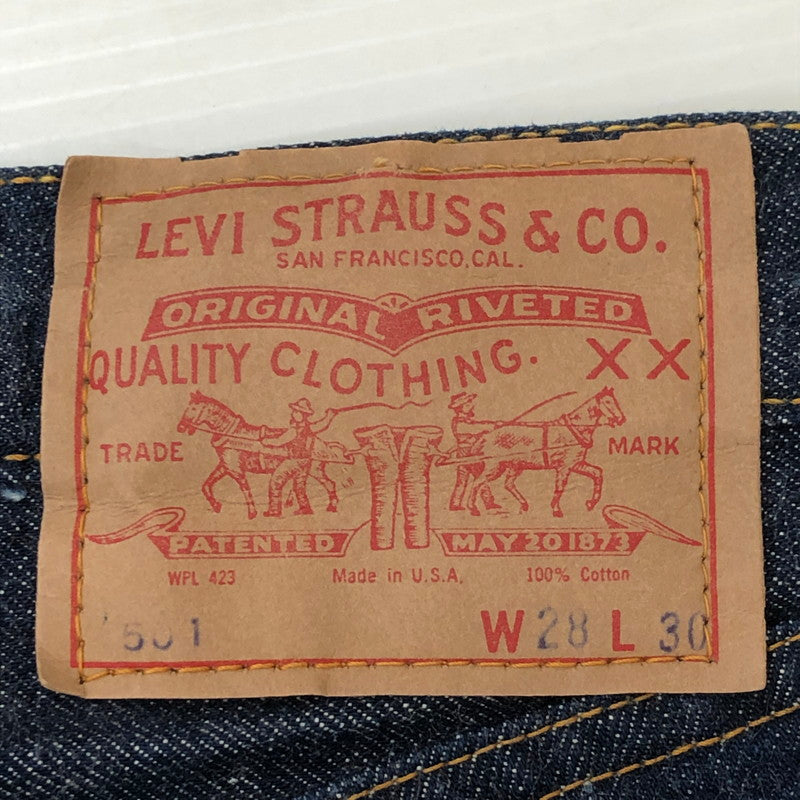 LEVI STRAUSS & CO.
SAN FRANCISCO, CAL.
ORIGINAL RIVETED
QUALITY CLOTHING. XX
TRADE MARK
PATENTED MAY 20 1873
WPL 423 Made in U.S.A. 100% Cotton
501 W 28 L 30